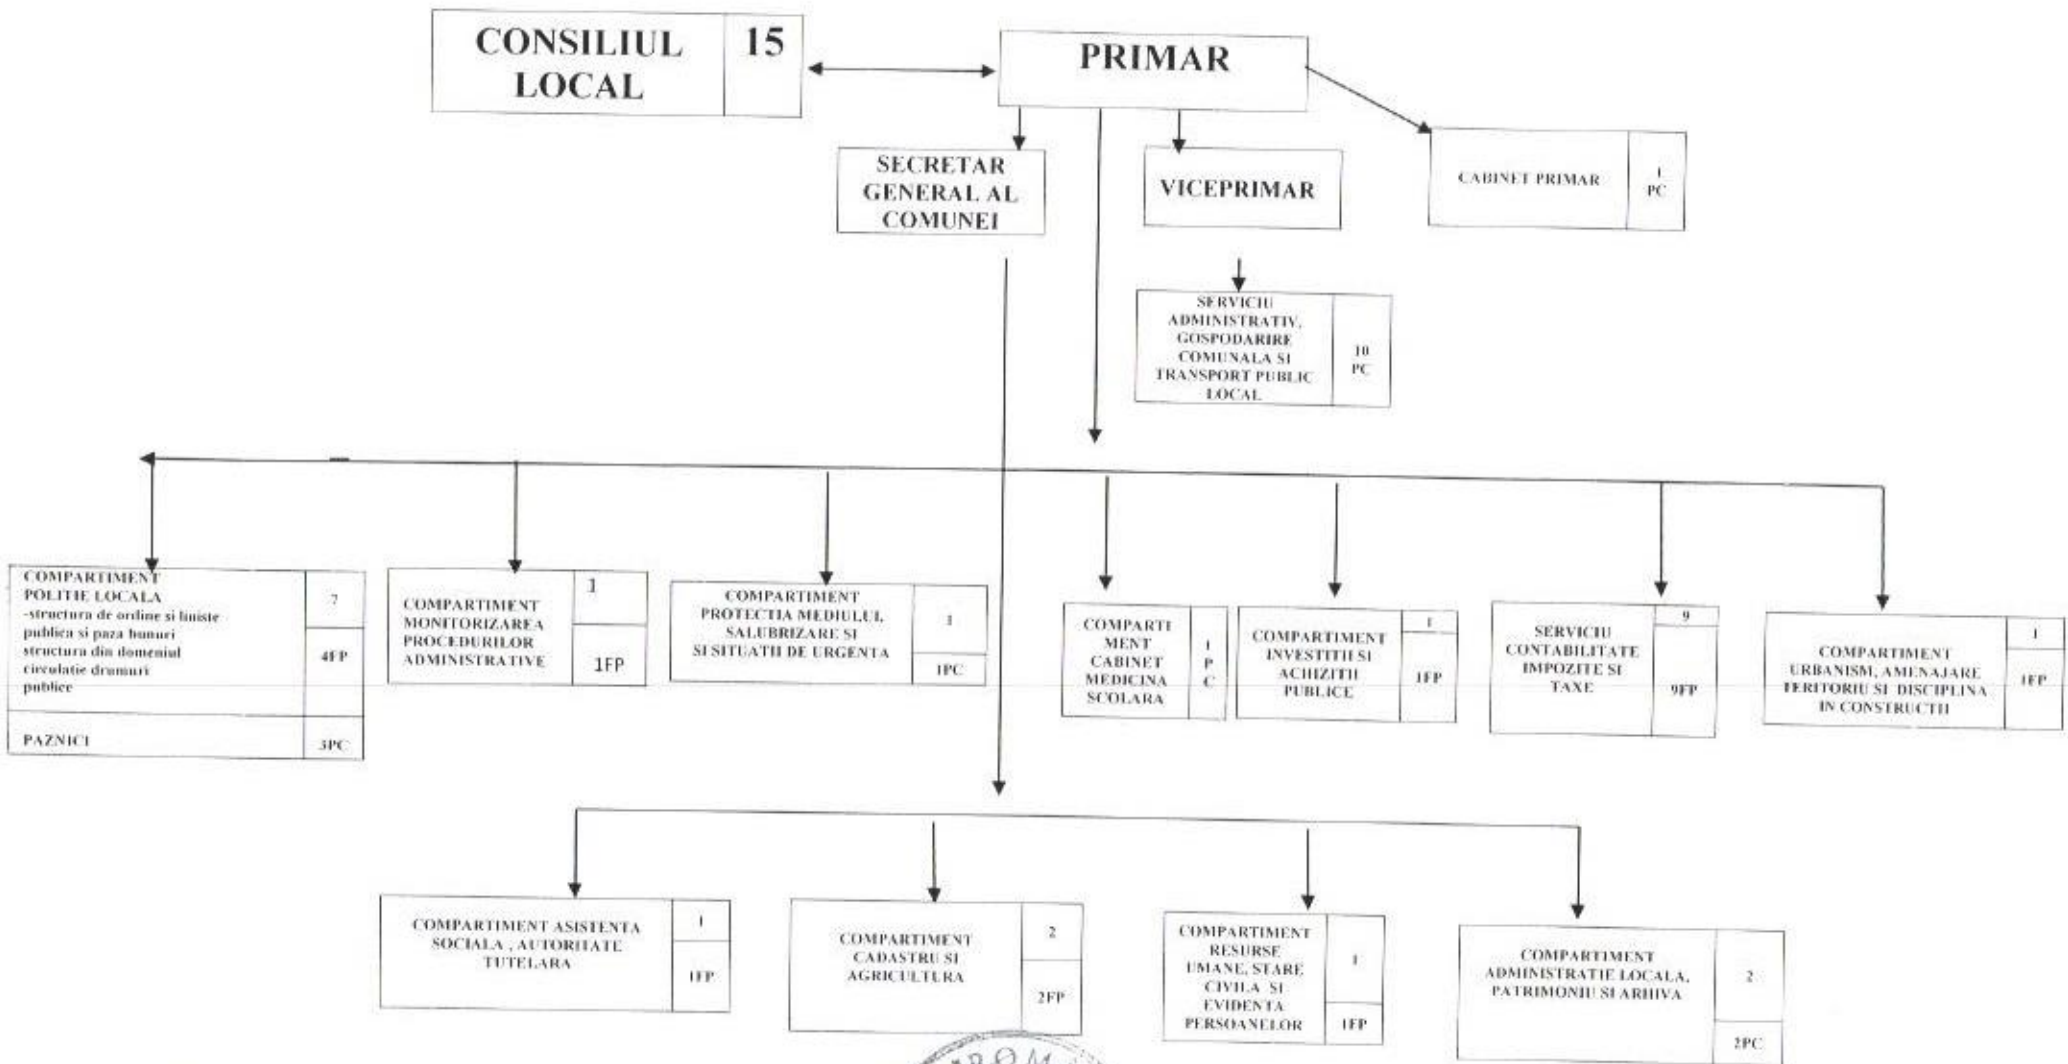 CONSILIUL
LOCAL
15
PRIMAR
SECRETAR
GENERAL AL
COMUNEI
VICEPRIMAR
CABINET PRIMAR
1
PC
SERVICIU
ADMINISTRATIV,
GOSPODARIRE
COMUNALA SI
TRANSPORT PUBLIC
LOCAL
10
PC
COMPARTIMENT
POLITIE LOCALA
-structura de ordine si liniste
publica si paza bunuri
structura din domeniul
circulatie drumuri
publice
7
4FP
PAZNICI
3PC
COMPARTIMENT
MONITORIZAREA
PROCEDURILOR
ADMINISTRATIVE
1
1FP
COMPARTIMENT
PROTECTIA MEDIULUI,
SALUBRIZARE SI
SI SITUATII DE URGENTA
1
1PC
COMPARTI
MENT
CABINET
MEDICINA
SCOLARA
1
P
C
COMPARTIMENT
INVESTITII SI
ACHIZITII
PUBLICE
1
1FP
SERVICIU
CONTABILITATE
IMPOZITE SI
TAXE
9
9FP
COMPARTIMENT
URBANISM, AMENAJARE
TERITORIU SI DISCIPLINA
IN CONSTRUCTII
1
1FP
COMPARTIMENT ASISTENTA
SOCIALA , AUTORITATE
TUTELARA
1
1FP
COMPARTIMENT
CADASTRU SI
AGRICULTURA
2
2FP
COMPARTIMENT
RESURSE
UMANE, STARE
CIVILA SI
EVIDENTA
PERSOANELOR
1
1FP
COMPARTIMENT
ADMINISTRATIE LOCALA,
PATRIMONIU SI ARHIVA
2
2PC
ROM